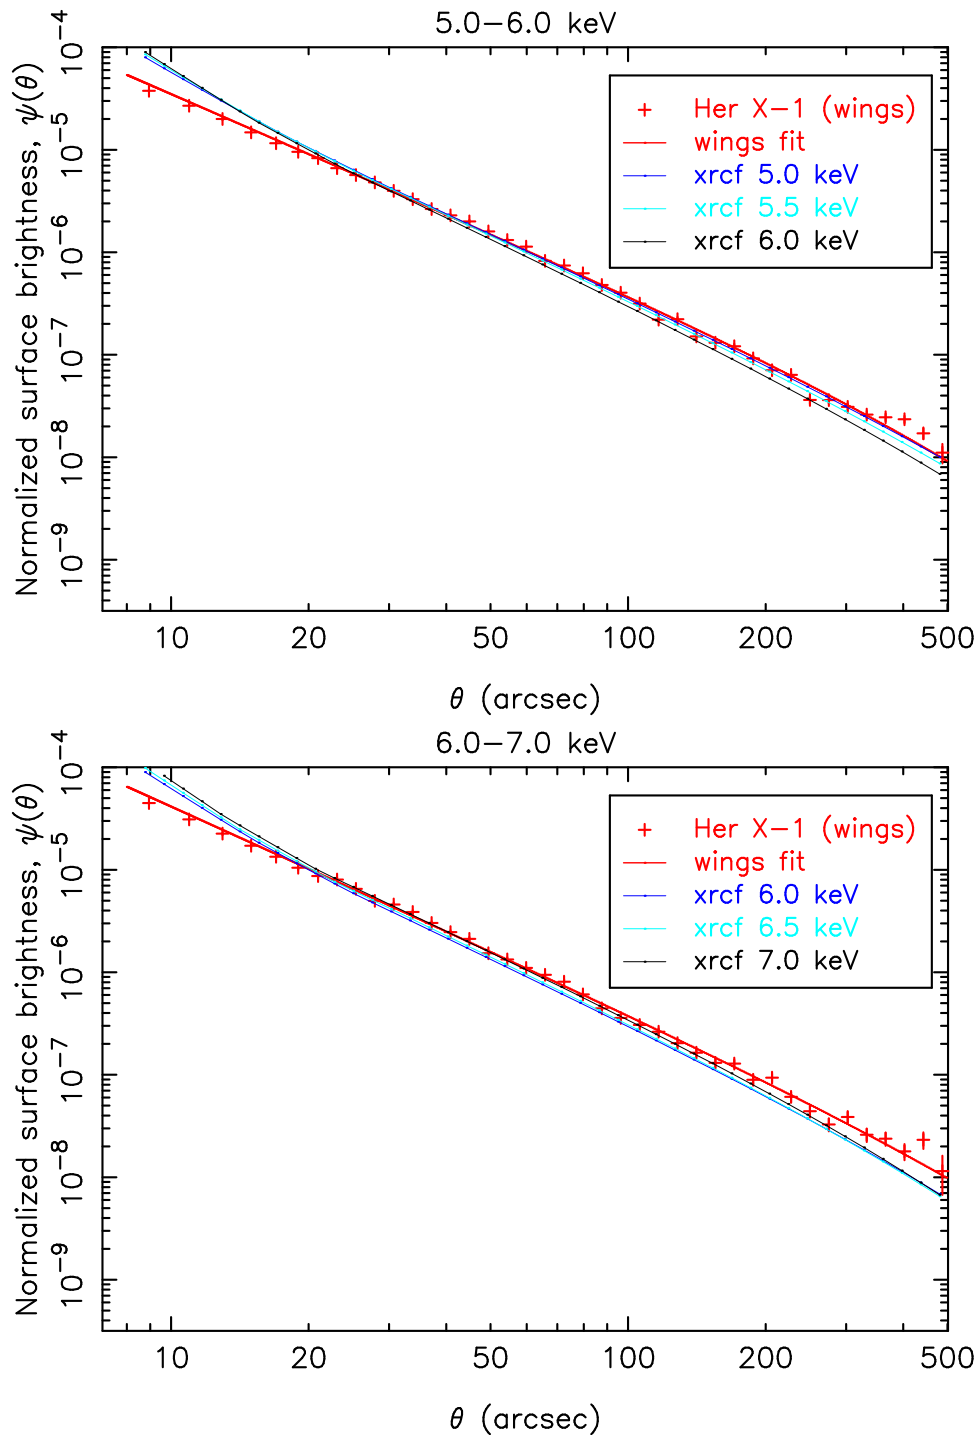 5.0−6.0 keV
Normalized surface brightness, ψ(θ)
10⁻⁴
10⁻⁵
10⁻⁶
10⁻⁷
10⁻⁸
10⁻⁹
Her X−1 (wings)
wings fit
xrcf 5.0 keV
xrcf 5.5 keV
xrcf 6.0 keV
10 20 50 100 200 500
θ (arcsec)
6.0−7.0 keV
Normalized surface brightness, ψ(θ)
10⁻⁴
10⁻⁵
10⁻⁶
10⁻⁷
10⁻⁸
10⁻⁹
Her X−1 (wings)
wings fit
xrcf 6.0 keV
xrcf 6.5 keV
xrcf 7.0 keV
10 20 50 100 200 500
θ (arcsec)